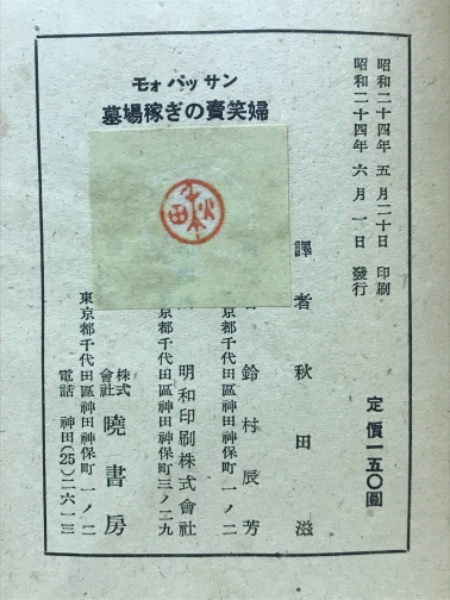 昭和二十四年 五月二十日 印刷
昭和二十四年 六月一日 發行
定價一五〇圓
モオパッサン
墓場稼ぎの賣笑婦
譯者 秋田滋
鈴村辰芳
京都千代田區神田神保町一ノ二
明和印刷株式會社
京都千代田區神田神保町三ノ二九
株式會社 曉書房
東京都千代田區神田神保町一ノ二
電話 神田(25)二六一三